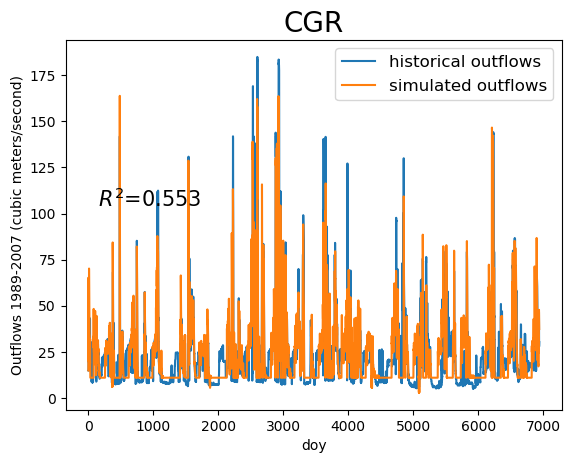 CGR
historical outflows
simulated outflows
R²=0.553
Outflows 1989-2007 (cubic meters/second)
175
150
125
100
75
50
25
0
0 1000 2000 3000 4000 5000 6000 7000
doy